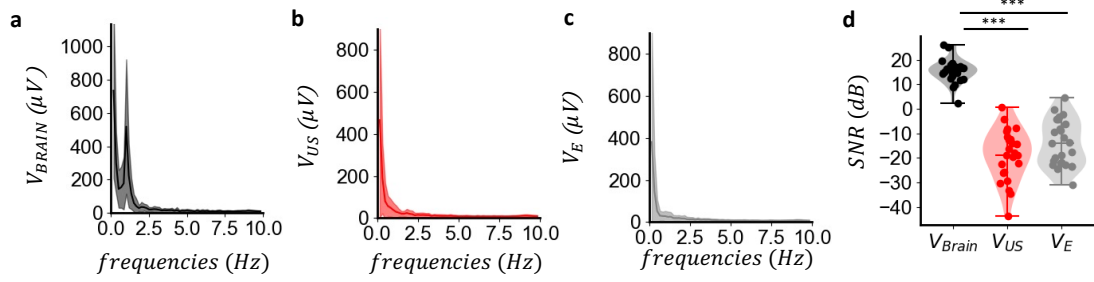 a
V_BRAIN (μV)
1000
800
600
400
200
0
0.0 2.5 5.0 7.5 10.0
frequencies (Hz)
b
V_US (μV)
800
600
400
200
0
0.0 2.5 5.0 7.5 10.0
frequencies (Hz)
c
V_E (μV)
800
600
400
200
0
0.0 2.5 5.0 7.5 10.0
frequencies (Hz)
d
***
***
SNR (dB)
20
10
0
−10
−20
−30
−40
V_Brain V_US V_E